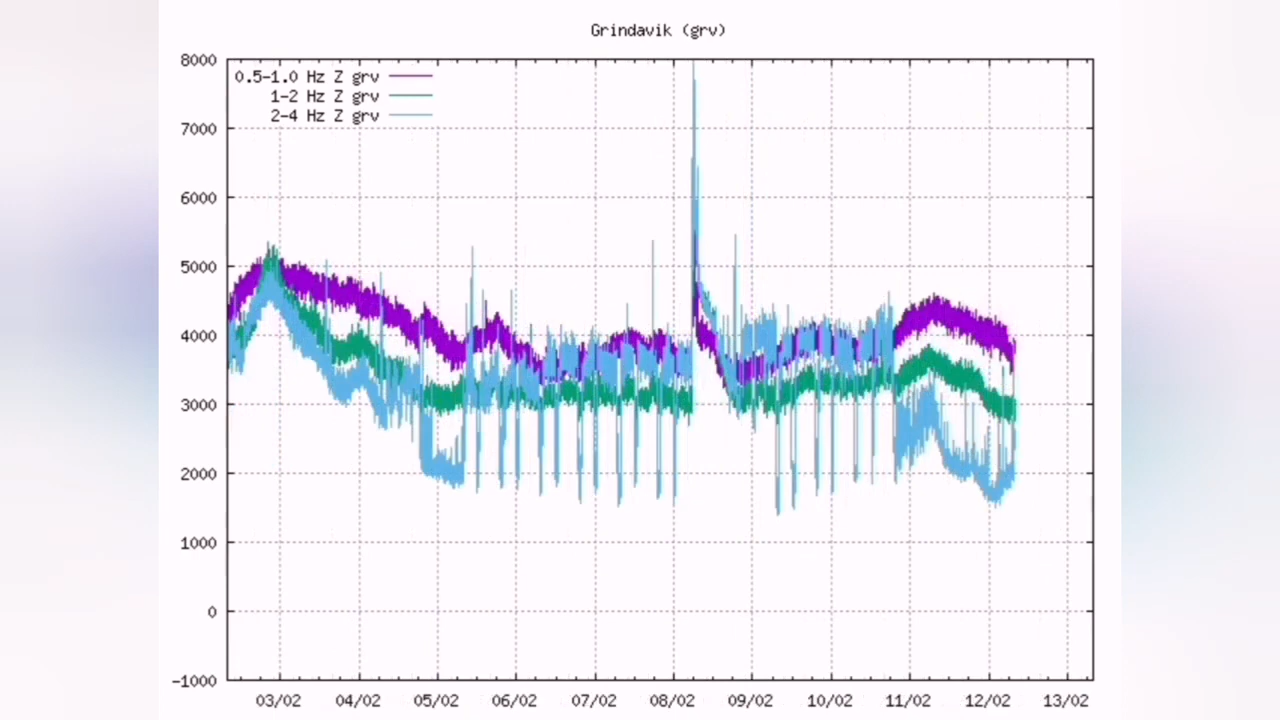 Grindavik (grv)
8000
0.5-1.0 Hz Z grv
1-2 Hz Z grv
2-4 Hz Z grv
7000
6000
5000
4000
3000
2000
1000
0
-1000
03/02 04/02 05/02 06/02 07/02 08/02 09/02 10/02 11/02 12/02 13/02